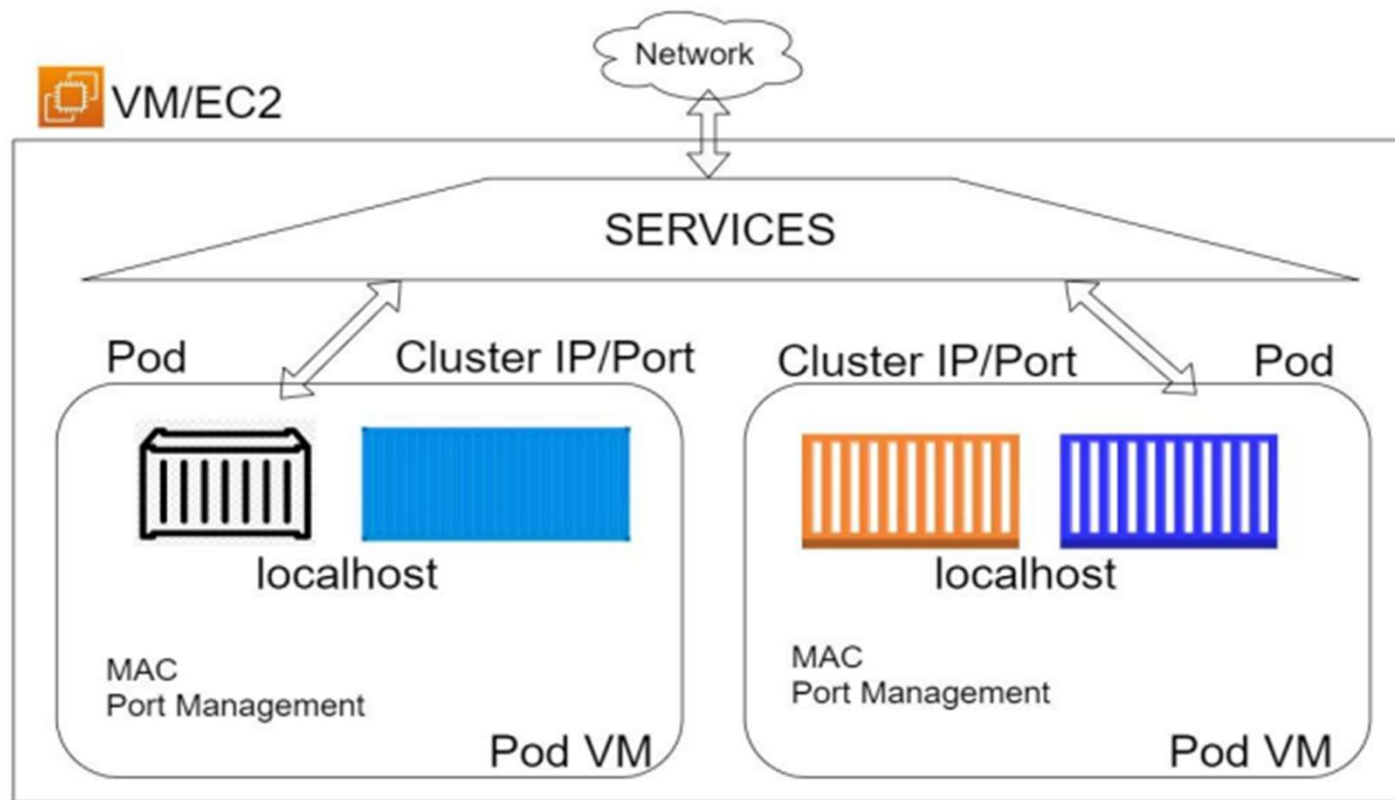 Network
VM/EC2
SERVICES
Pod
Cluster IP/Port
Cluster IP/Port
Pod
localhost
localhost
MAC
Port Management
MAC
Port Management
Pod VM
Pod VM